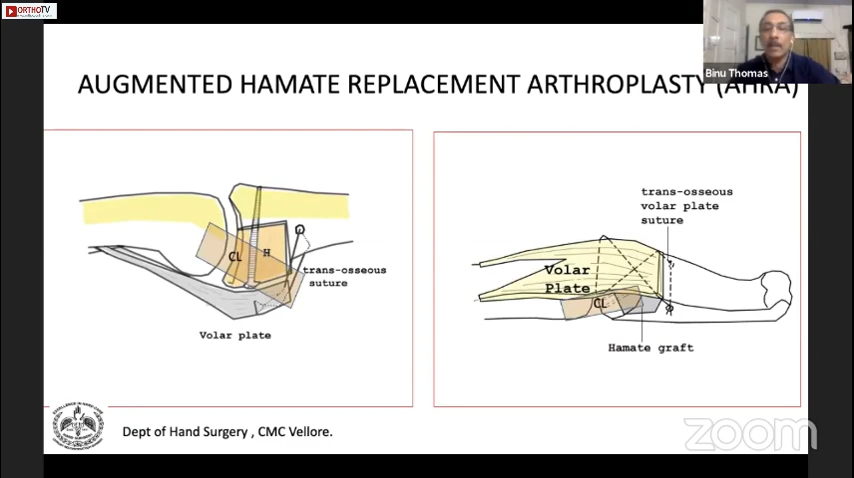 ORTHOTV
Binu Thomas
AUGMENTED HAMATE REPLACEMENT ARTHROPLASTY (AHRA)
CL
H
trans-osseous
suture
Volar plate
trans-osseous
volar plate
suture
Volar
Plate
CL
Hamate graft
Dept of Hand Surgery , CMC Vellore.
zoom